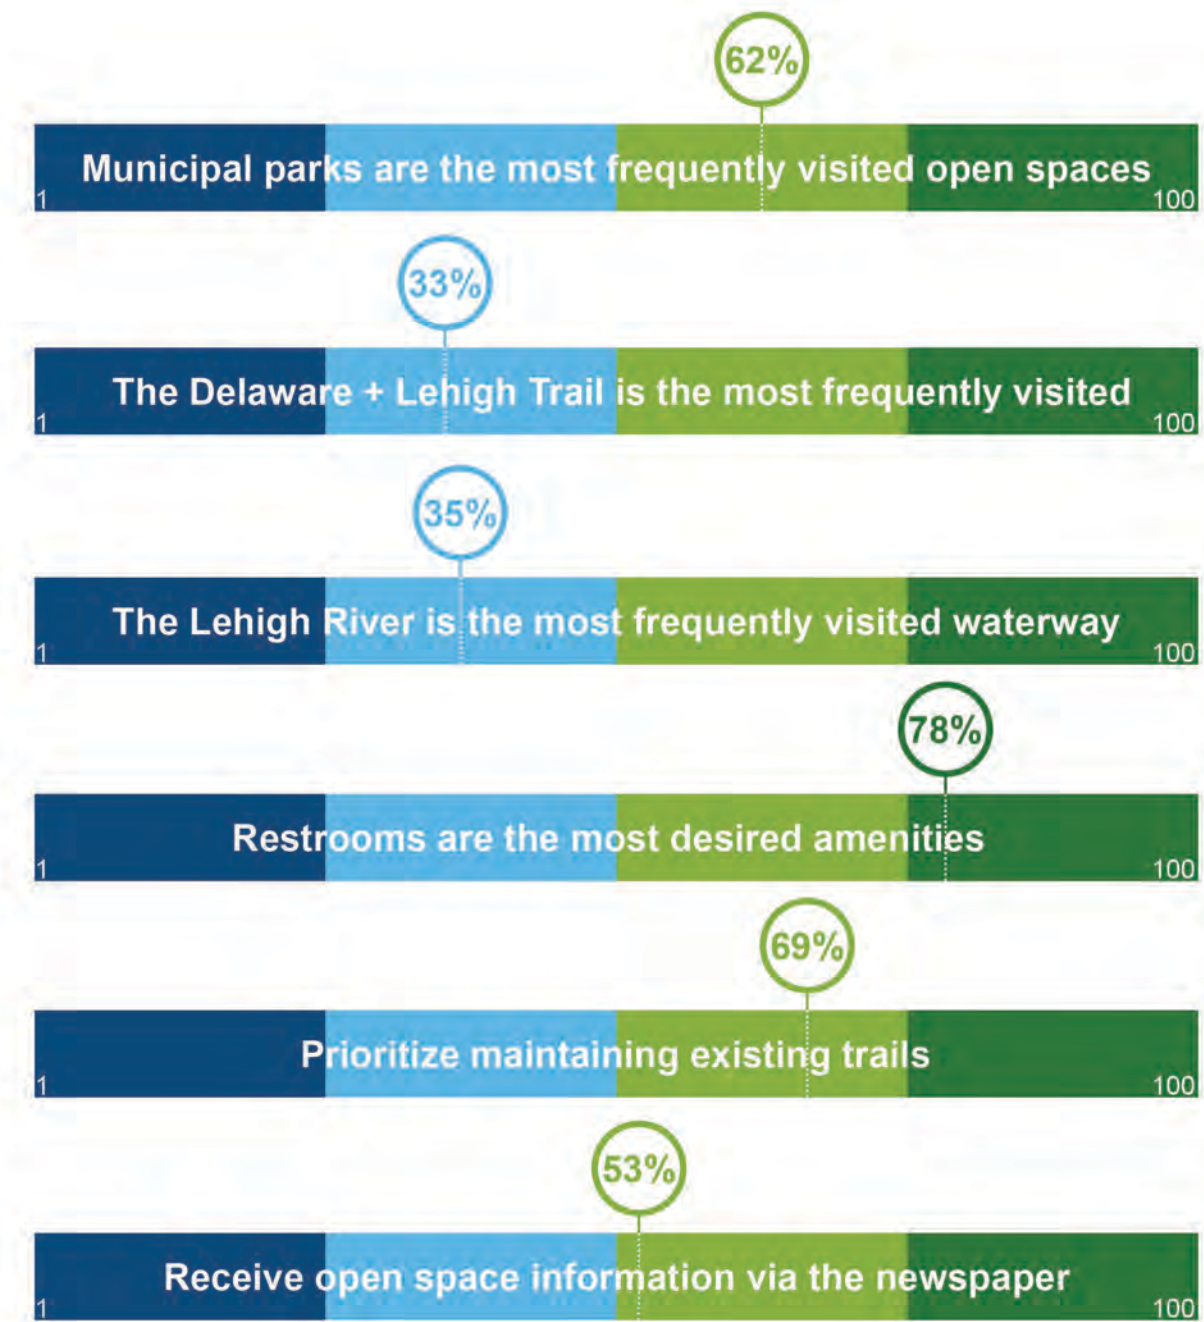 62%
Municipal parks are the most frequently visited open spaces
1 100
33%
The Delaware + Lehigh Trail is the most frequently visited
1 100
35%
The Lehigh River is the most frequently visited waterway
1 100
78%
Restrooms are the most desired amenities
1 100
69%
Prioritize maintaining existing trails
1 100
53%
Receive open space information via the newspaper
1 100